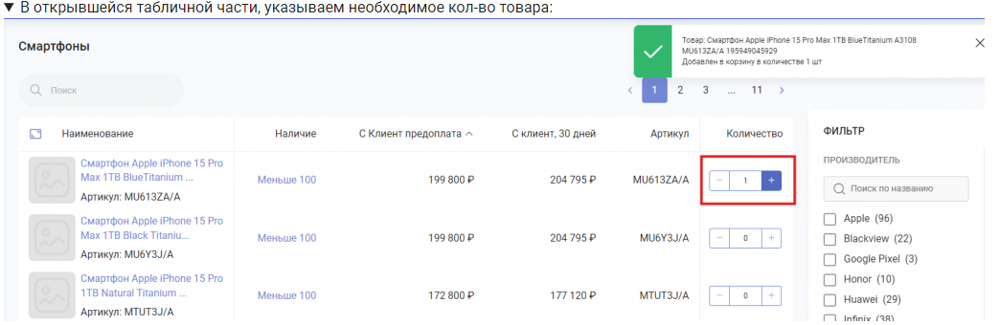 ▼ В открывшейся табличной части, указываем необходимое кол-во товара:
Смартфоны
Товар: Смартфон Apple iPhone 15 Pro Max 1TB BlueTitanium A3108
MU613ZA/A 195949045929
Добавлен в корзину в количестве 1 шт
Поиск
1 2 3 ... 11
Наименование Наличие С Клиент предоплата С клиент, 30 дней Артикул Количество
Смартфон Apple iPhone 15 Pro
Max 1TB BlueTitanium ...
Артикул: MU613ZA/A
Меньше 100 199 800 ₽ 204 795 ₽ MU613ZA/A − 1 +
Смартфон Apple iPhone 15 Pro
Max 1TB Black Titaniu...
Артикул: MU6Y3J/A
Меньше 100 199 800 ₽ 204 795 ₽ MU6Y3J/A − 0 +
Смартфон Apple iPhone 15 Pro
1TB Natural Titanium ...
Артикул: MTUT3J/A
Меньше 100 172 800 ₽ 177 120 ₽ MTUT3J/A − 0 +
ФИЛЬТР
ПРОИЗВОДИТЕЛЬ
Поиск по названию
Apple (96)
Blackview (22)
Google Pixel (3)
Honor (10)
Huawei (29)
Infinix (38)